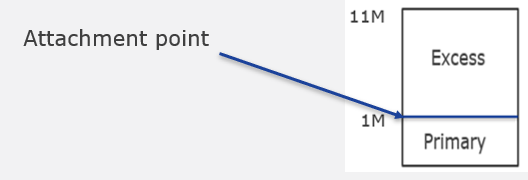 11M
Attachment point
Excess
1M
Primary